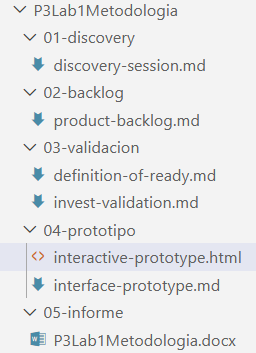 P3Lab1Metodologia
01-discovery
discovery-session.md
02-backlog
product-backlog.md
03-validacion
definition-of-ready.md
invest-validation.md
04-prototipo
interactive-prototype.html
interface-prototype.md
05-informe
P3Lab1Metodologia.docx